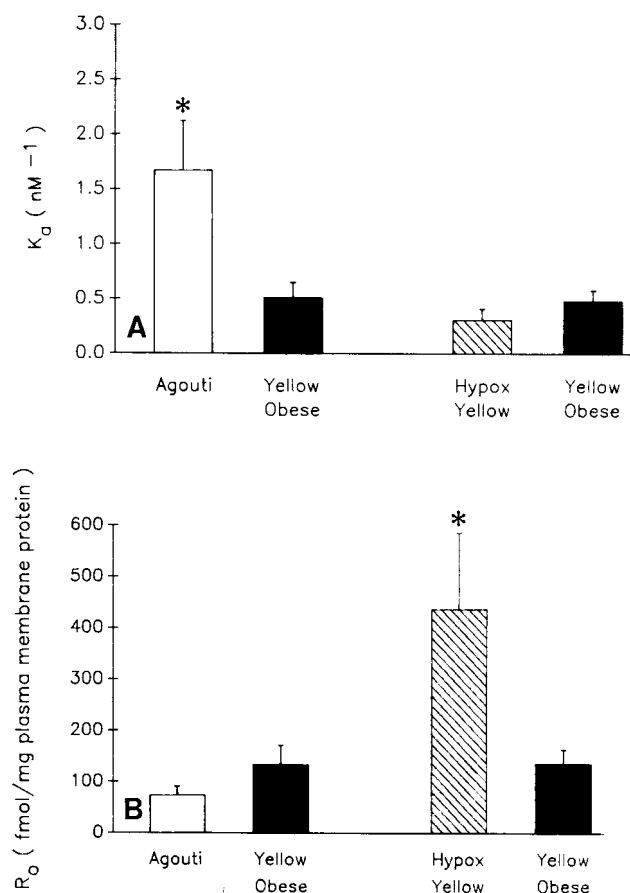 3.0
2.5
2.0
1.5
1.0
0.5
0.0
Kd ( nM −1 )
*
A
Agouti
Yellow Obese
Hypox Yellow
Yellow Obese
600
500
400
300
200
100
0
Ro ( fmol/mg plasma membrane protein )
*
B
Agouti
Yellow Obese
Hypox Yellow
Yellow Obese